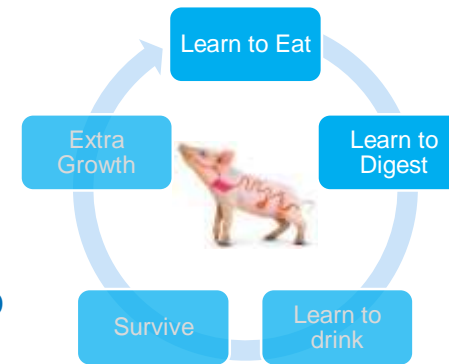 Learn to Eat
Learn to
Digest
Learn to
drink
Survive
Extra
Growth